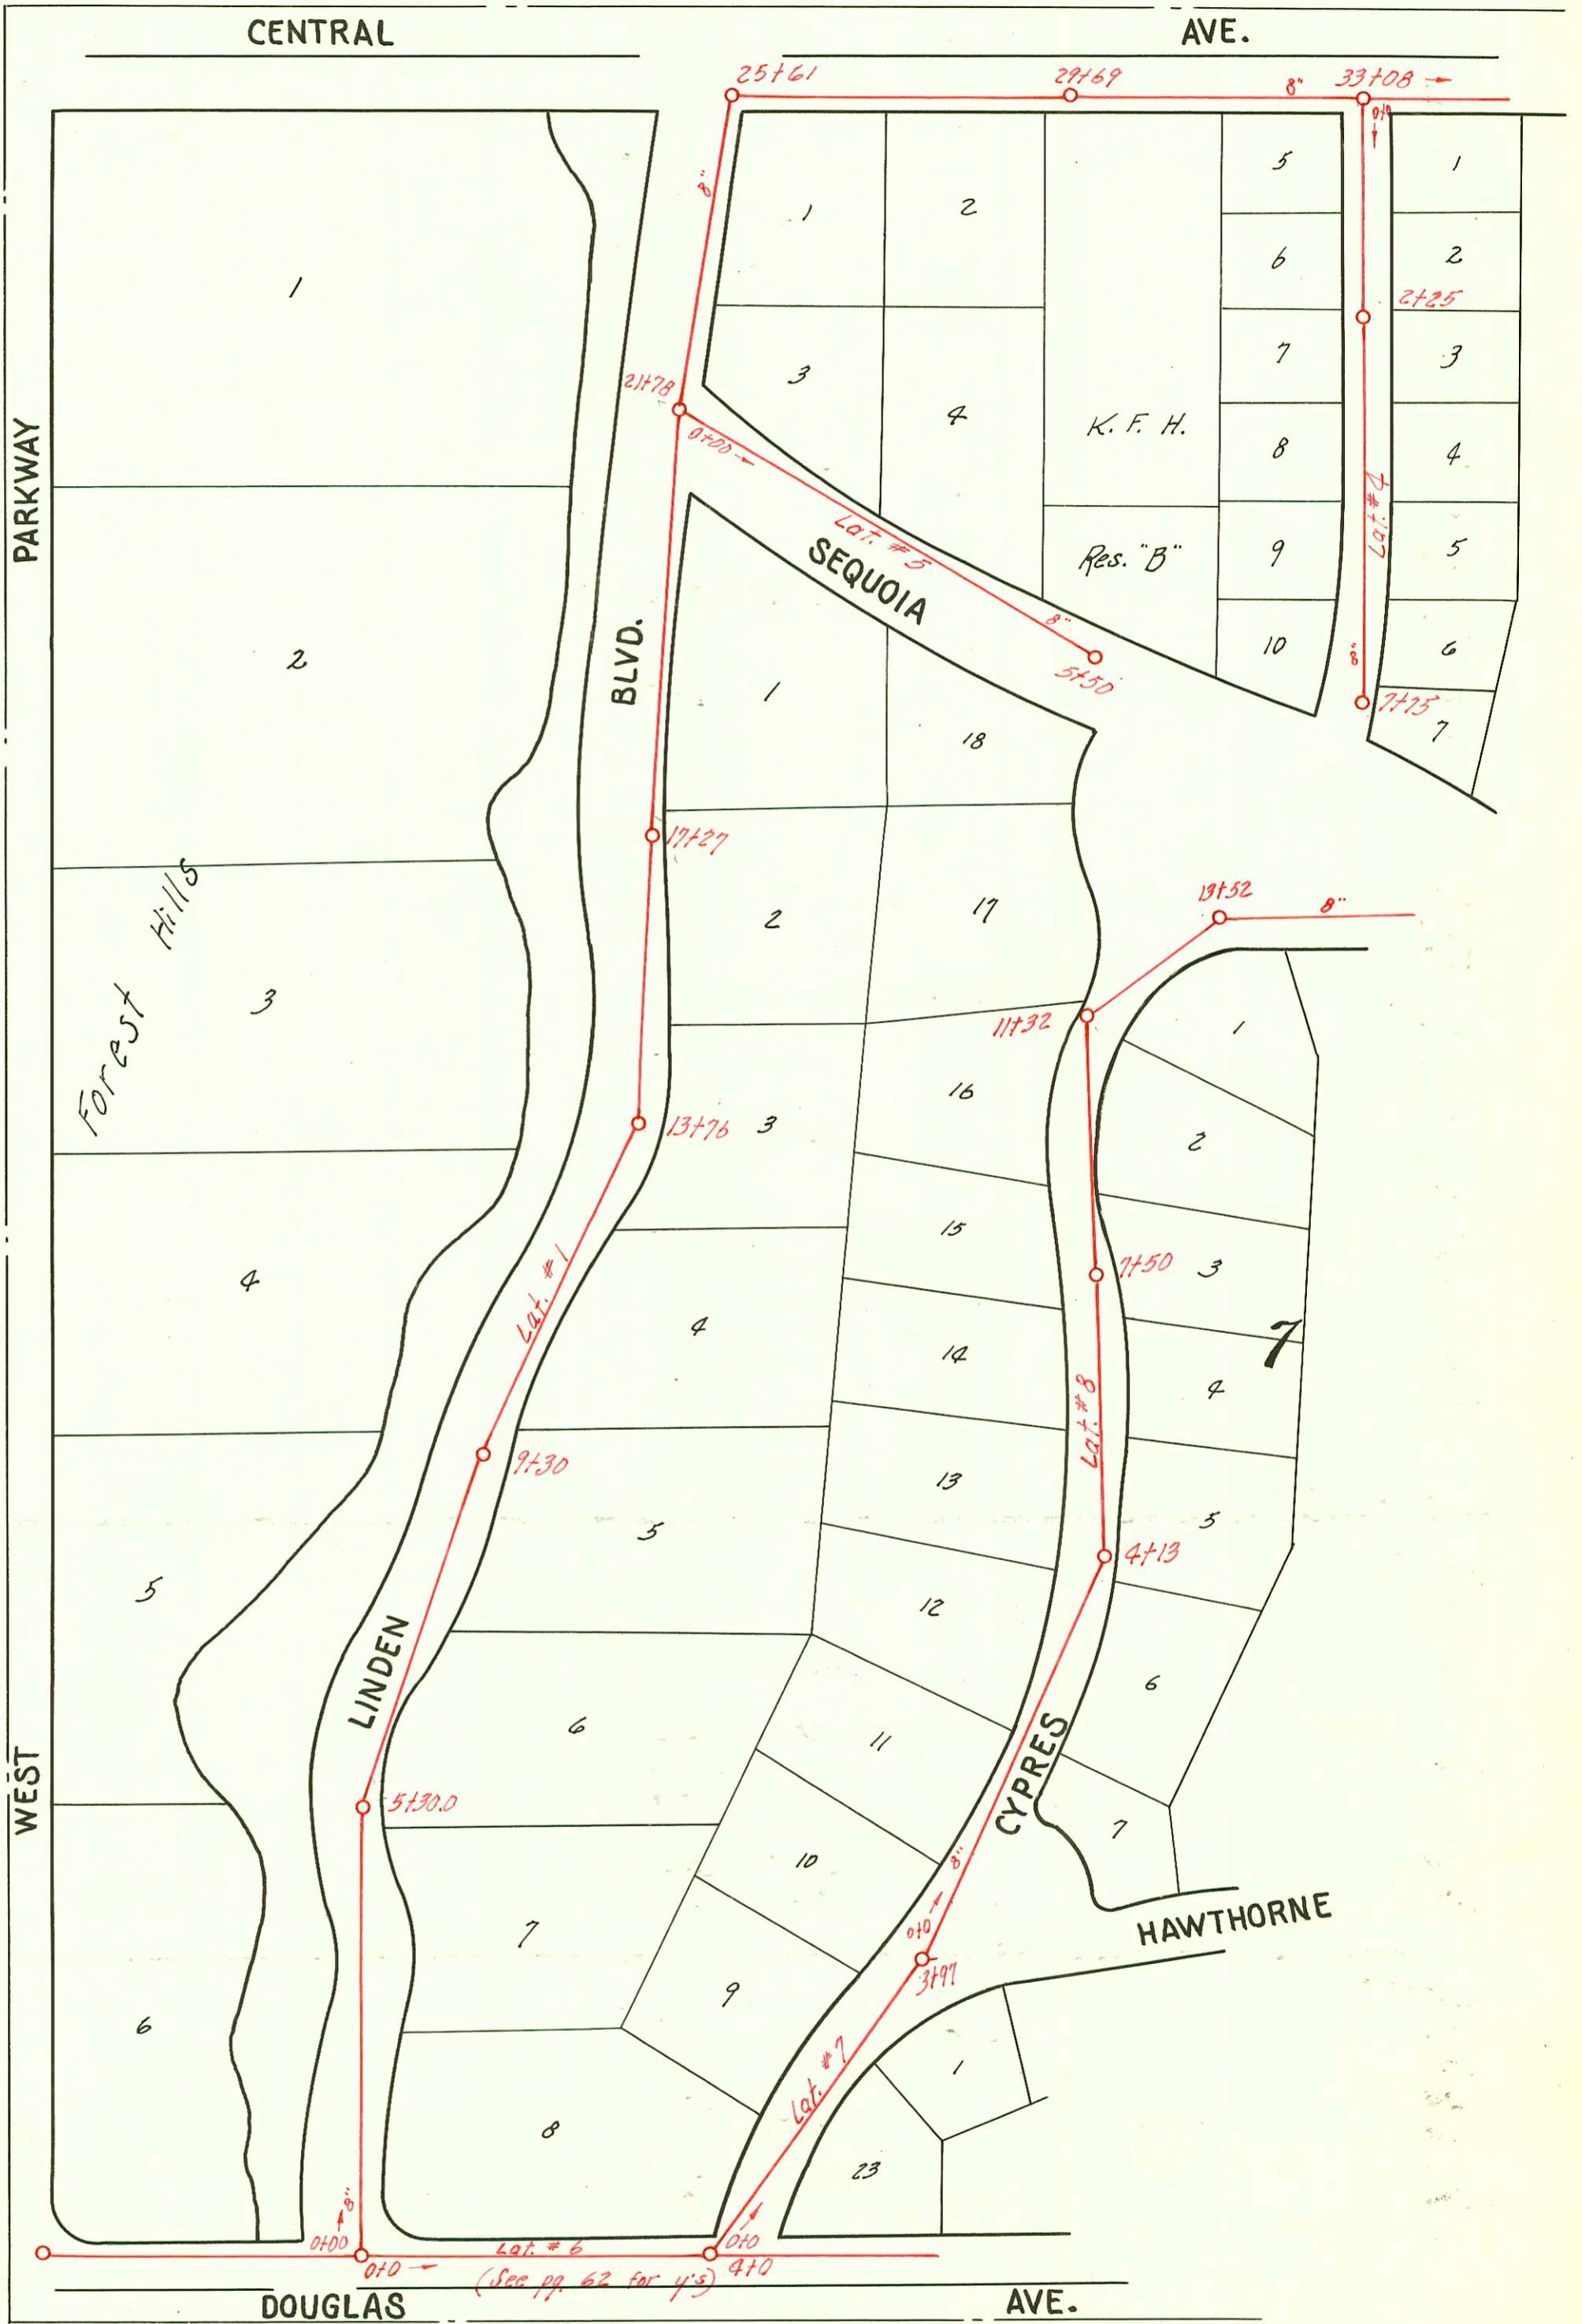 CENTRAL AVE.
25+61 29+69 8" 33+08
0+0
8"
1 2 5 1
6 2
2+25
1
3 4 7 3
21+78
0+00
K. F. H.
8 4
Lat. #4
Lat. # 5
SEQUOIA
Res. "B"
9 5
8"
5+50
10 6
8"
7+75
7
PARKWAY
2
BLVD.
1
18
17+27
13+52 8"
2 17
Forest Hills
3
11+32
1
16
13+76 3
2
15
7+50 3
4
Lat. # 1
4
14
7
4
Lat. # 8
9+30
13
5
5
4+13
5
12
LINDEN
6
6
11
CYPRES
WEST
5+30.0
7
10
8"
7
0+0
HAWTHORNE
3+97
9
6
Lat. # 7
1
8
23
8"
0+00
0+0
Lat. # 6
0+0
4+0
(See pg. 62 for y's)
DOUGLAS AVE.